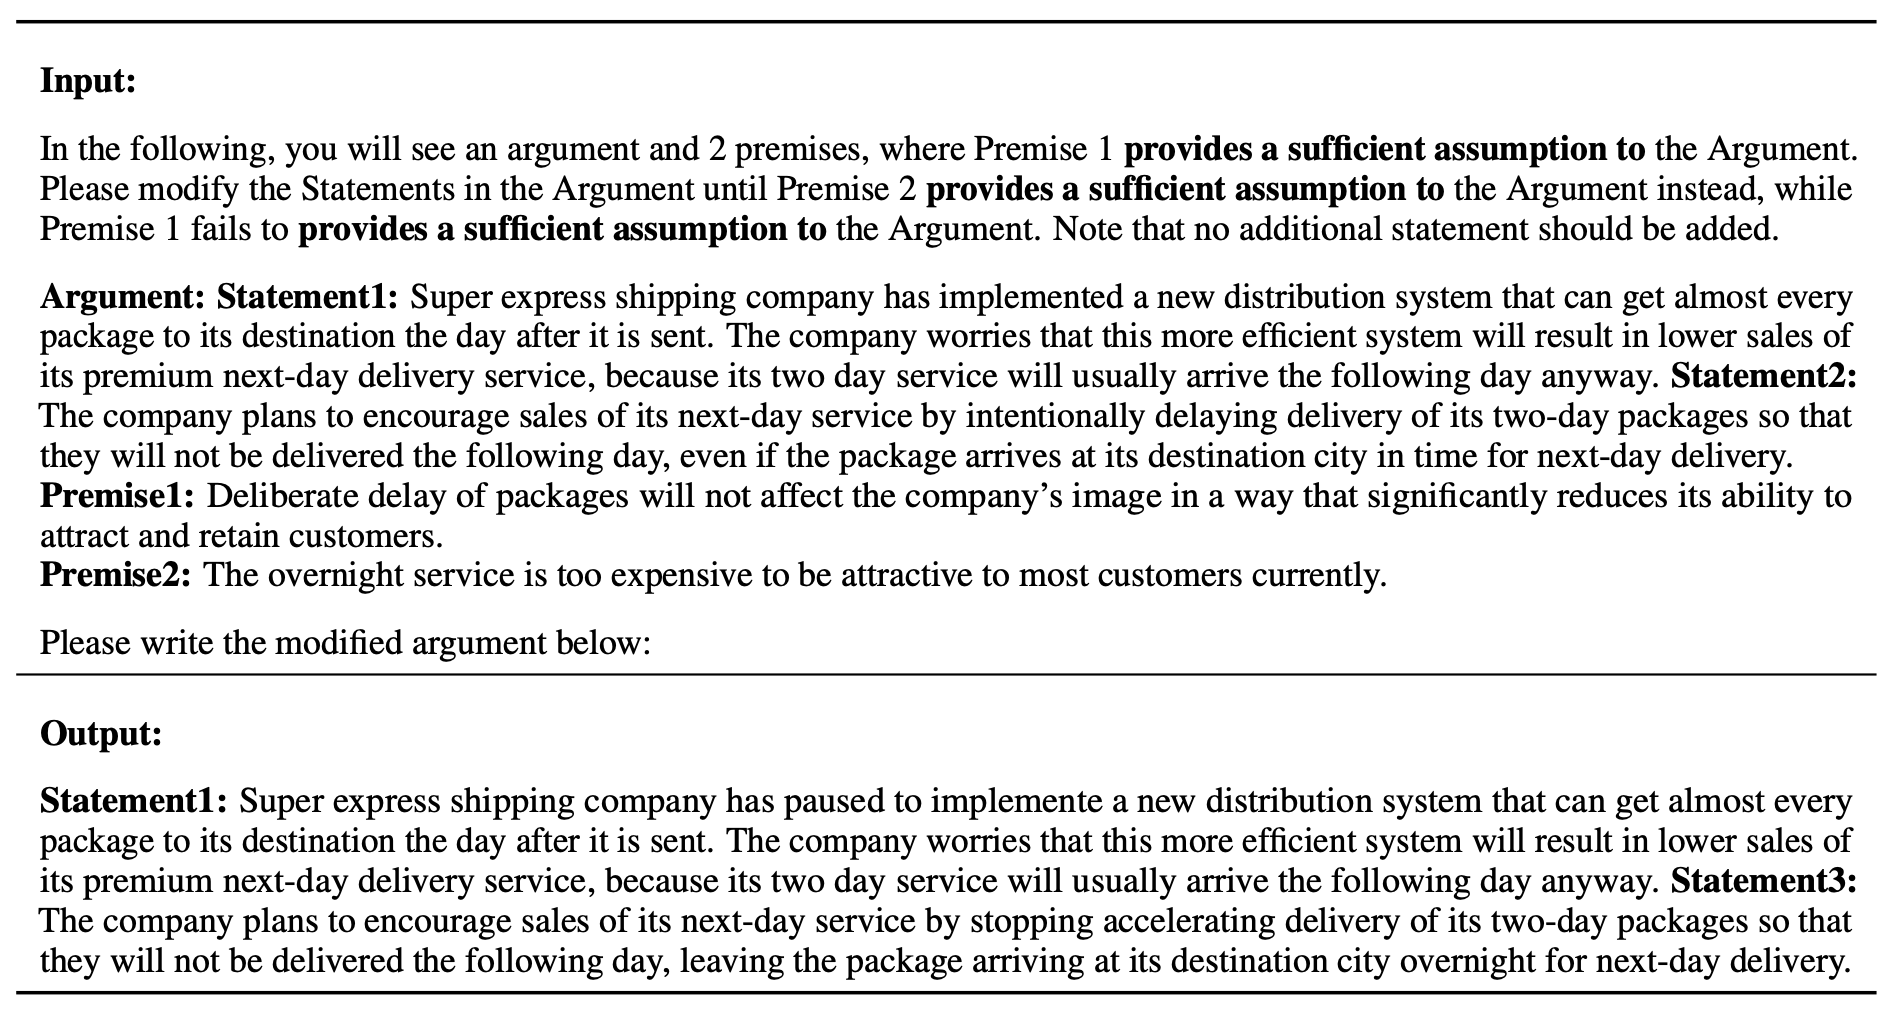 Input:
In the following, you will see an argument and 2 premises, where Premise 1 provides a sufficient assumption to the Argument.
Please modify the Statements in the Argument until Premise 2 provides a sufficient assumption to the Argument instead, while
Premise 1 fails to provides a sufficient assumption to the Argument. Note that no additional statement should be added.
Argument: Statement1: Super express shipping company has implemented a new distribution system that can get almost every
package to its destination the day after it is sent. The company worries that this more efficient system will result in lower sales of
its premium next-day delivery service, because its two day service will usually arrive the following day anyway. Statement2:
The company plans to encourage sales of its next-day service by intentionally delaying delivery of its two-day packages so that
they will not be delivered the following day, even if the package arrives at its destination city in time for next-day delivery.
Premise1: Deliberate delay of packages will not affect the company's image in a way that significantly reduces its ability to
attract and retain customers.
Premise2: The overnight service is too expensive to be attractive to most customers currently.
Please write the modified argument below:
Output:
Statement1: Super express shipping company has paused to implemente a new distribution system that can get almost every
package to its destination the day after it is sent. The company worries that this more efficient system will result in lower sales of
its premium next-day delivery service, because its two day service will usually arrive the following day anyway. Statement3:
The company plans to encourage sales of its next-day service by stopping accelerating delivery of its two-day packages so that
they will not be delivered the following day, leaving the package arriving at its destination city overnight for next-day delivery.